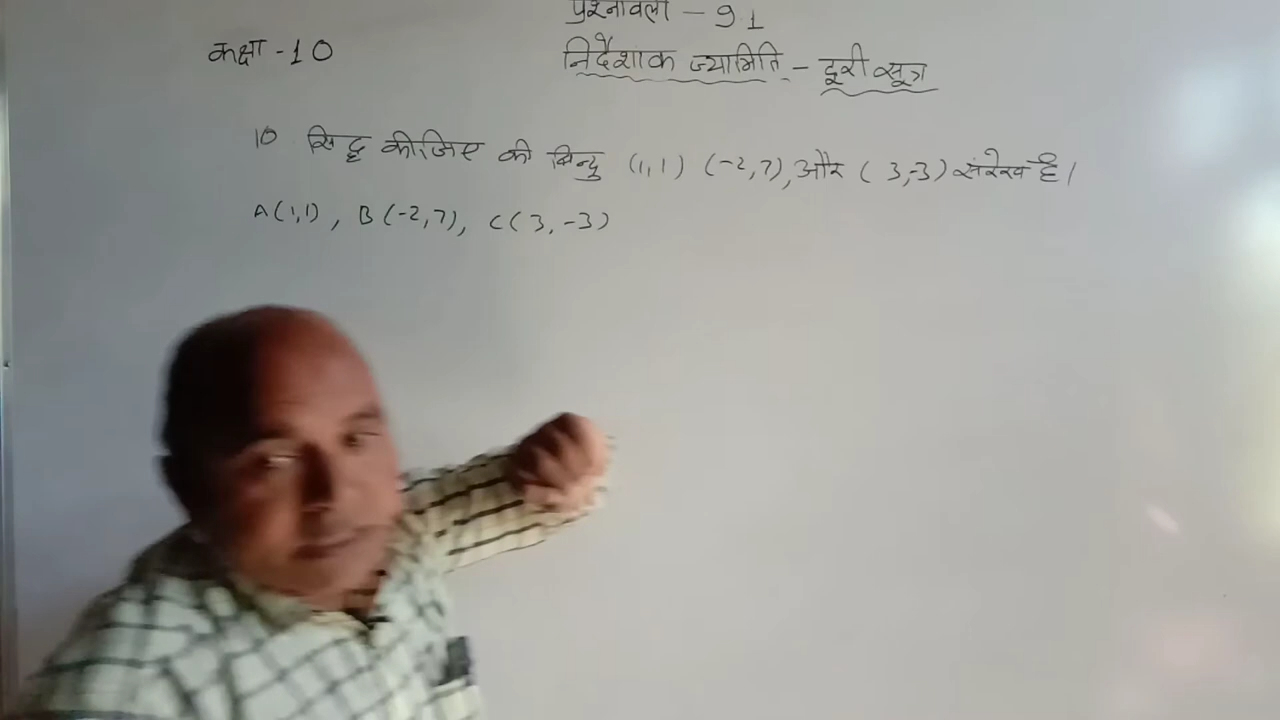 प्रश्नावली - 9 1
कक्षा - 10
निर्देशाक ज्यामिति - दूरी सूत्र
10 सिद्ध कीजिए की बिन्दु (1,1) (-2,7), और ( 3,-3) संरेख है।
A(1,1) , B(-2,7), C(3, -3)